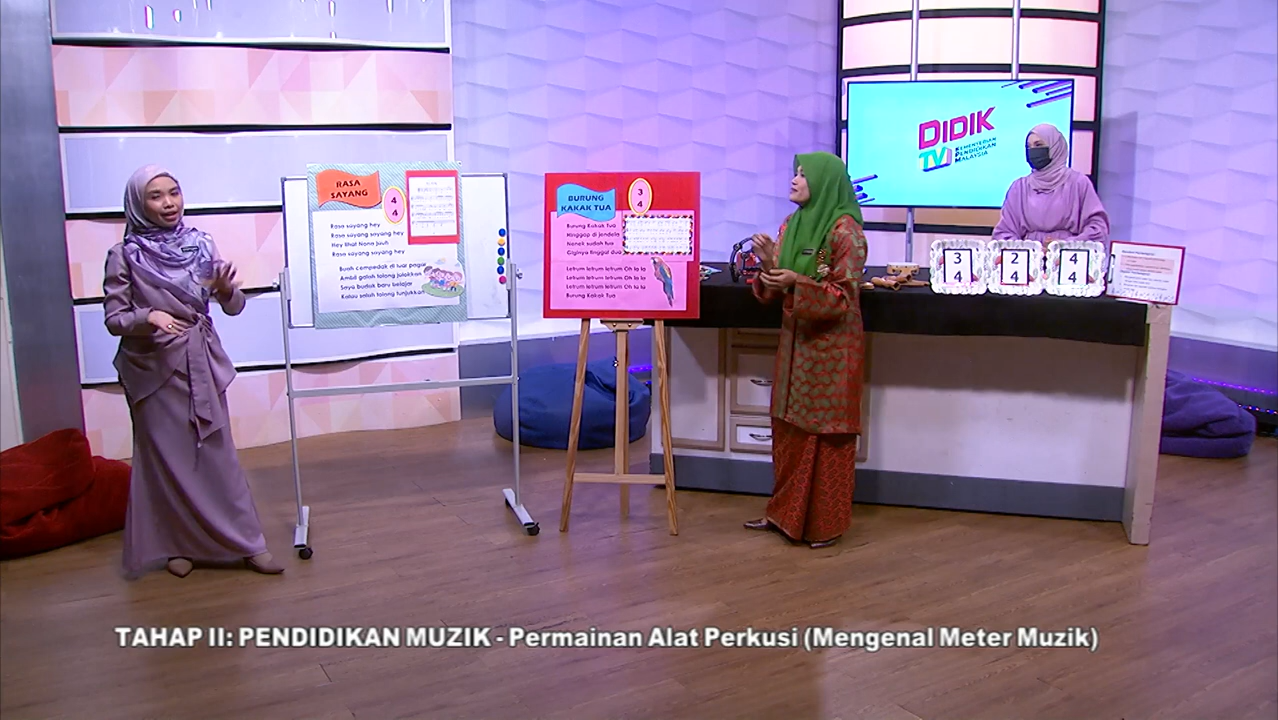 RASA
SAYANG
4
4
Rasa sayang hey
Rasa sayang sayang hey
Hey lihat Nona jauh
Rasa sayang sayang hey
Buah cempedak di luar pagar
Ambil galah tolong jolokkan
Saya budak baru belajar
Kalau salah tolong tunjukkan
BURUNG
KAKAK TUA
3
4
Burung Kakak Tua
Hinggap di jendela
Nenek sudah tua
Giginya tinggal dua
Letrum letrum letrum Oh la la
Letrum letrum letrum Oh la la
Letrum letrum letrum Oh la la
Burung Kakak Tua
DIDIK
TV
KEMENTERIAN
PENDIDIKAN
MALAYSIA
3
4
2
4
4
4
TAHAP II: PENDIDIKAN MUZIK - Permainan Alat Perkusi (Mengenal Meter Muzik)